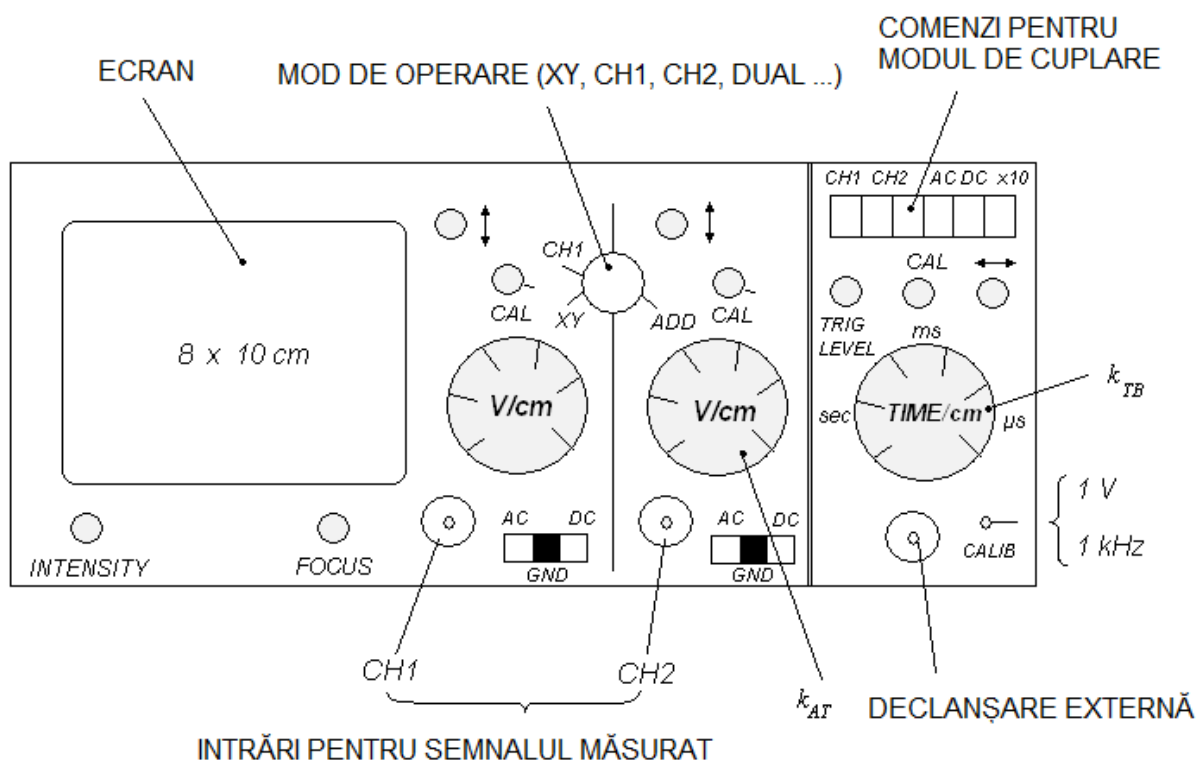 COMENZI PENTRU
MODUL DE CUPLARE
ECRAN
MOD DE OPERARE (XY, CH1, CH2, DUAL ...)
CH1 CH2 AC DC x10
CH1
CAL
XY
ADD
CAL
CAL
TRIG
LEVEL
ms
8 x 10 cm
V/cm
V/cm
sec
TIME/cm
μs
k_TB
INTENSITY
FOCUS
AC DC
GND
AC DC
GND
CALIB
1 V
1 kHz
CH1
CH2
k_AT
DECLANȘARE EXTERNĂ
INTRĂRI PENTRU SEMNALUL MĂSURAT